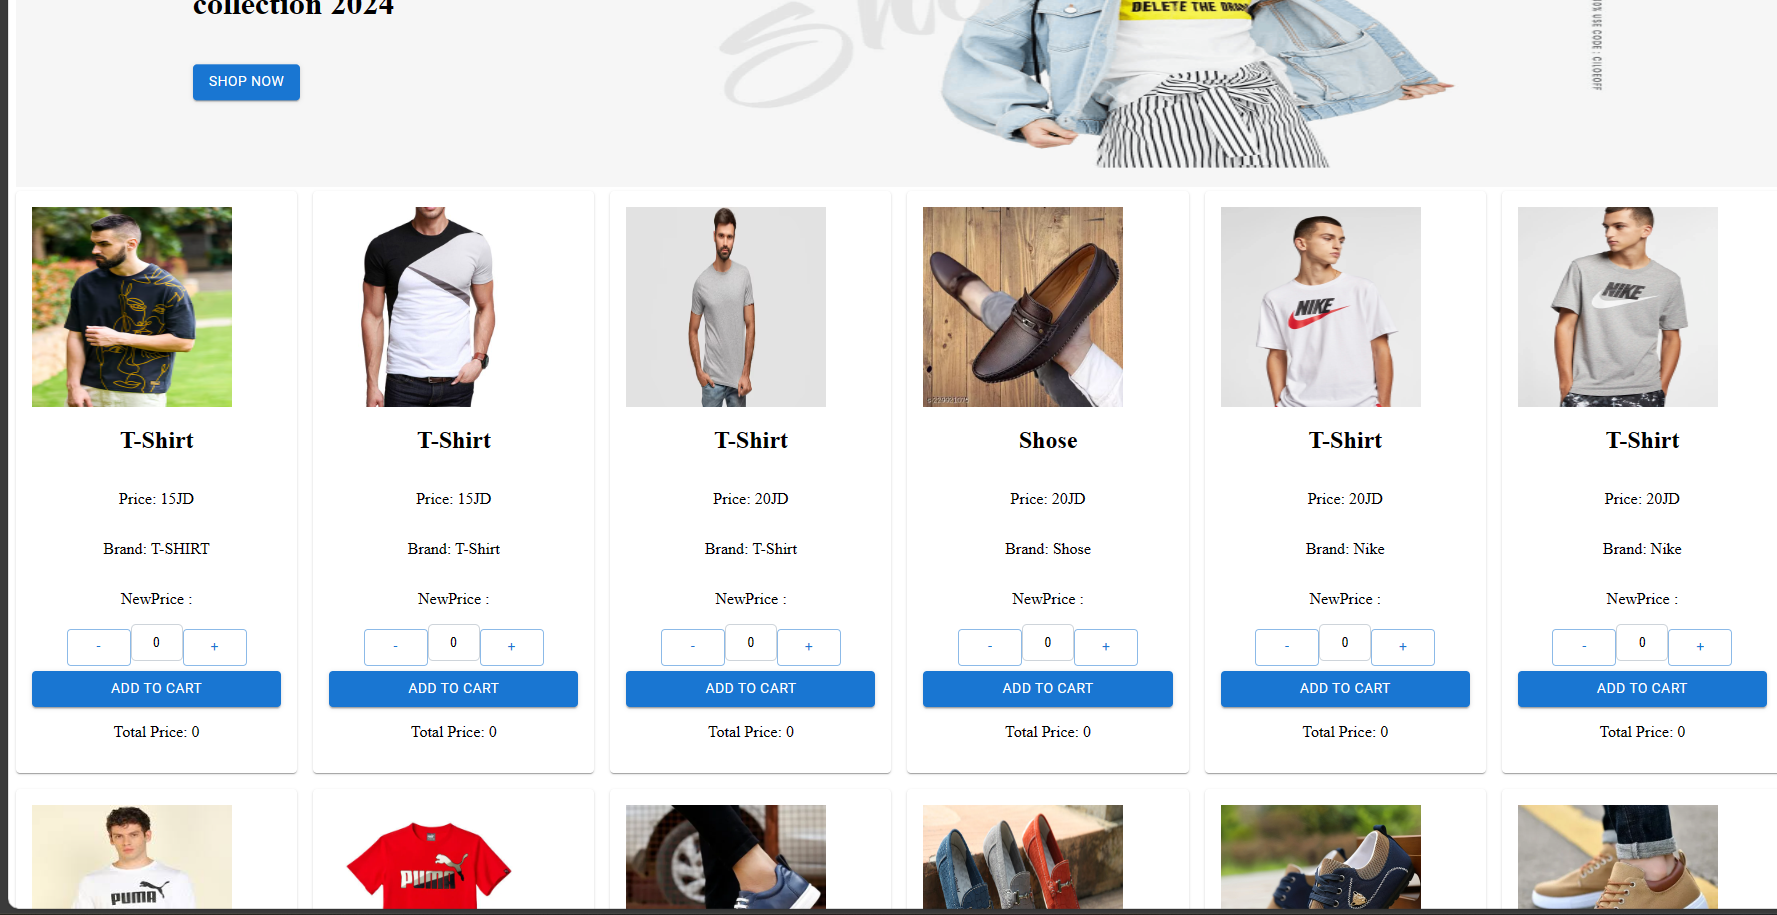 collection 2024
SHOP NOW
Sho
DELETE THE
USE CODE :
T-Shirt
Price: 15JD
Brand: T-SHIRT
NewPrice :
- 0 +
ADD TO CART
Total Price: 0
T-Shirt
Price: 15JD
Brand: T-Shirt
NewPrice :
- 0 +
ADD TO CART
Total Price: 0
T-Shirt
Price: 20JD
Brand: T-Shirt
NewPrice :
- 0 +
ADD TO CART
Total Price: 0
Shose
Price: 20JD
Brand: Shose
NewPrice :
- 0 +
ADD TO CART
Total Price: 0
NIKE
T-Shirt
Price: 20JD
Brand: Nike
NewPrice :
- 0 +
ADD TO CART
Total Price: 0
NIKE
T-Shirt
Price: 20JD
Brand: Nike
NewPrice :
- 0 +
ADD TO CART
Total Price: 0
PUMA
PUMA